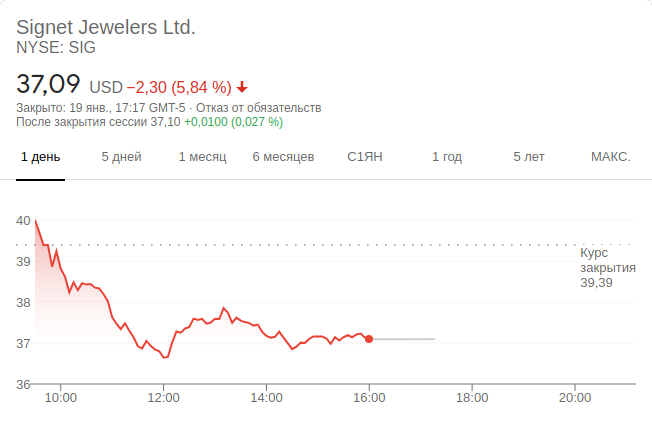 Signet Jewelers Ltd.
NYSE: SIG
37,09 USD −2,30 (5,84 %)
Закрыто: 19 янв., 17:17 GMT-5 · Отказ от обязательств
После закрытия сессии 37,10 +0,0100 (0,027 %)
1 день 5 дней 1 месяц 6 месяцев С1ЯН 1 год 5 лет МАКС.
40
Курс
39
закрытия
39,39
38
37
36
10:00 12:00 14:00 16:00 18:00 20:00